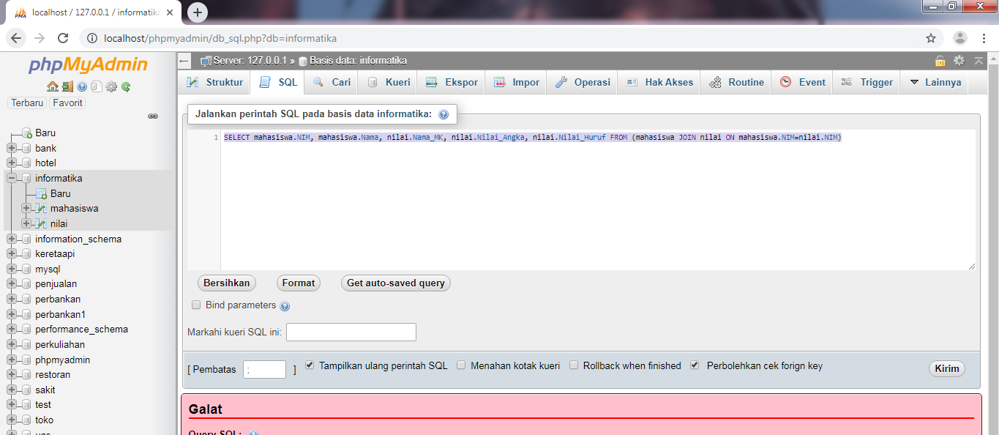 localhost / 127.0.0.1 / informatika
localhost/phpmyadmin/db_sql.php?db=informatika
phpMyAdmin
Terbaru Favorit
Baru
bank
hotel
informatika
Baru
mahasiswa
nilai
information_schema
keretaapi
mysql
penjualan
perbankan
perbankan1
performance_schema
perkuliahan
phpmyadmin
restoran
sakit
test
toko
Server: 127.0.0.1 » Basis data: informatika
Struktur SQL Cari Kueri Ekspor Impor Operasi Hak Akses Routine Event Trigger Lainnya
Jalankan perintah SQL pada basis data informatika:
1 SELECT mahasiswa.NIM, mahasiswa.Nama, nilai.Nama_MK, nilai.Nilai_Angka, nilai.Nilai_Huruf FROM (mahasiswa JOIN nilai ON mahasiswa.NIM=nilai.NIM)
Bersihkan Format Get auto-saved query
Bind parameters
Markahi kueri SQL ini:
[ Pembatas ; ] Tampilkan ulang perintah SQL Menahan kotak kueri Rollback when finished Perbolehkan cek forign key Kirim
Galat
Query SQL: